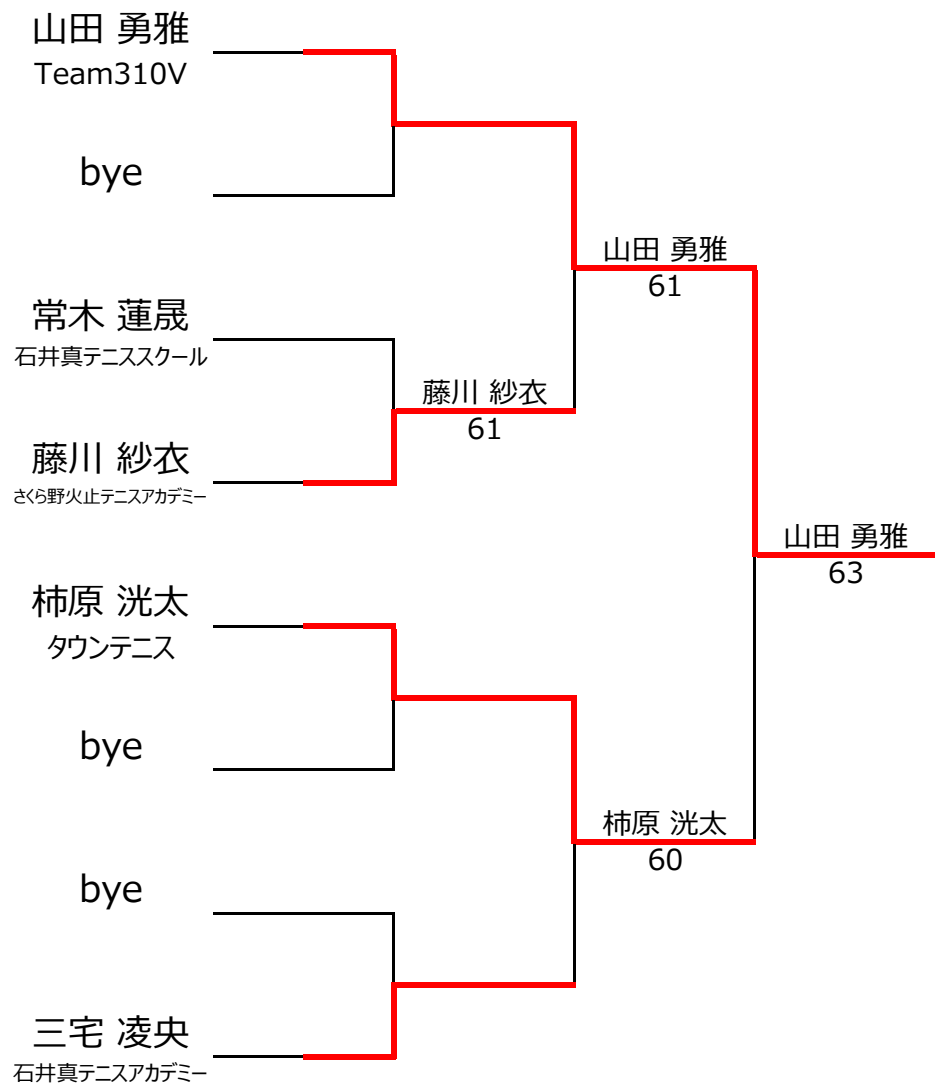 山田 勇雅
Team310V
bye
常木 蓮晟
石井真テニススクール
藤川 紗衣
さくら野火止テニスアカデミー
柿原 洸太
タウンテニス
bye
bye
三宅 凌央
石井真テニスアカデミー
藤川 紗衣
61
山田 勇雅
61
柿原 洸太
60
山田 勇雅
63